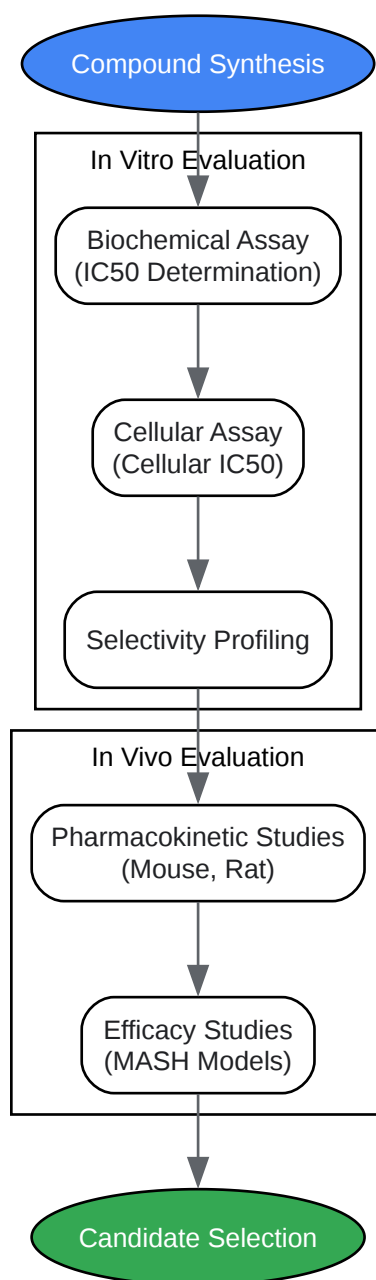 Compound Synthesis
In Vitro Evaluation
Biochemical Assay
(IC50 Determination)
Cellular Assay
(Cellular IC50)
Selectivity Profiling
In Vivo Evaluation
Pharmacokinetic Studies
(Mouse, Rat)
Efficacy Studies
(MASH Models)
Candidate Selection